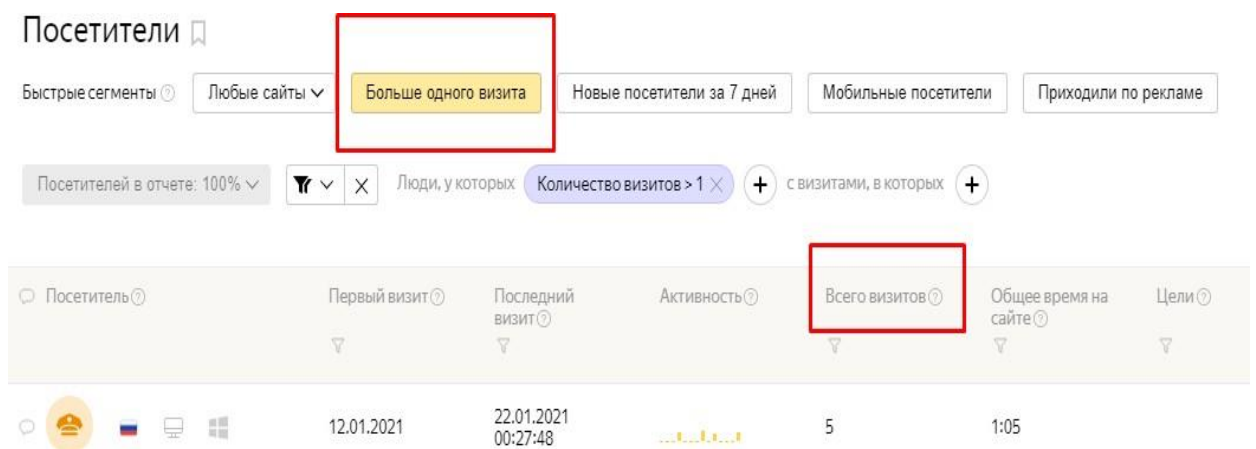 Посетители
Быстрые сегменты Любые сайты Больше одного визита Новые посетители за 7 дней Мобильные посетители Приходили по рекламе
Посетителей в отчете: 100% Люди, у которых Количество визитов > 1 × + с визитами, в которых +
Посетитель Первый визит Последний визит Активность Всего визитов Общее время на сайте Цели
12.01.2021 22.01.2021 00:27:48 5 1:05